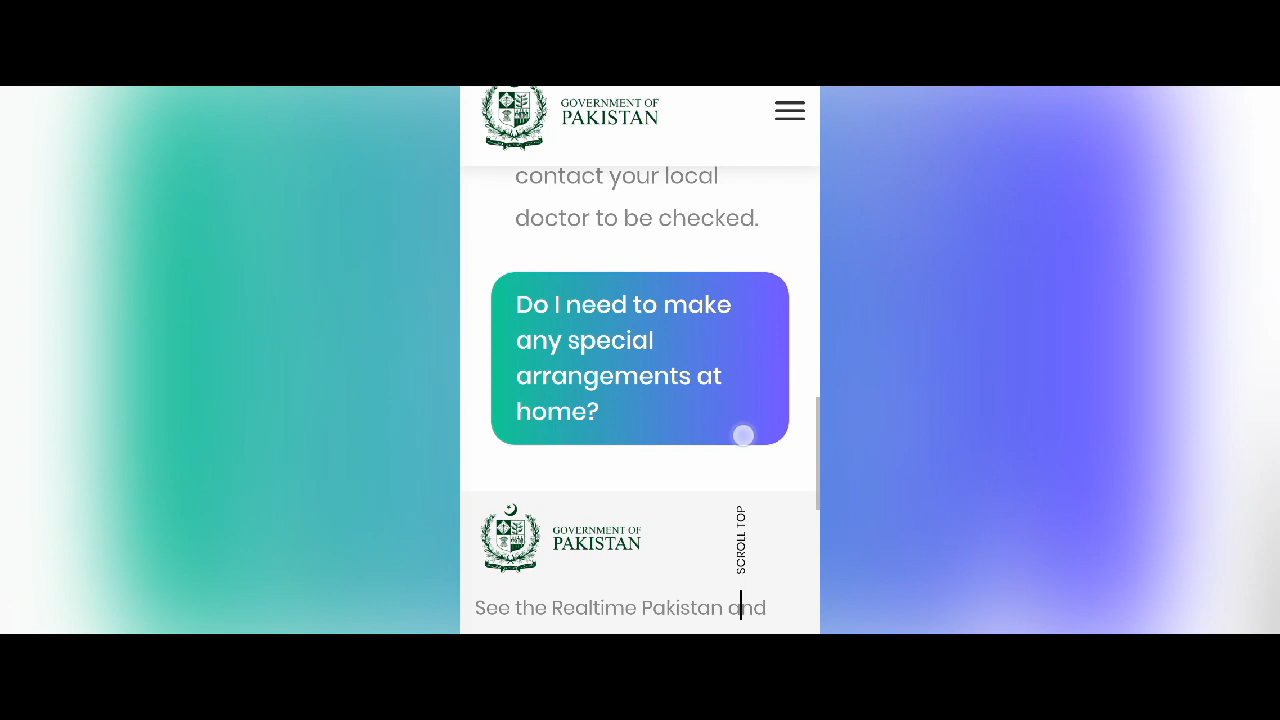 GOVERNMENT OF
PAKISTAN
contact your local
doctor to be checked.
Do I need to make
any special
arrangements at
home?
GOVERNMENT OF
PAKISTAN
SCROLL TOP
See the Realtime Pakistan and